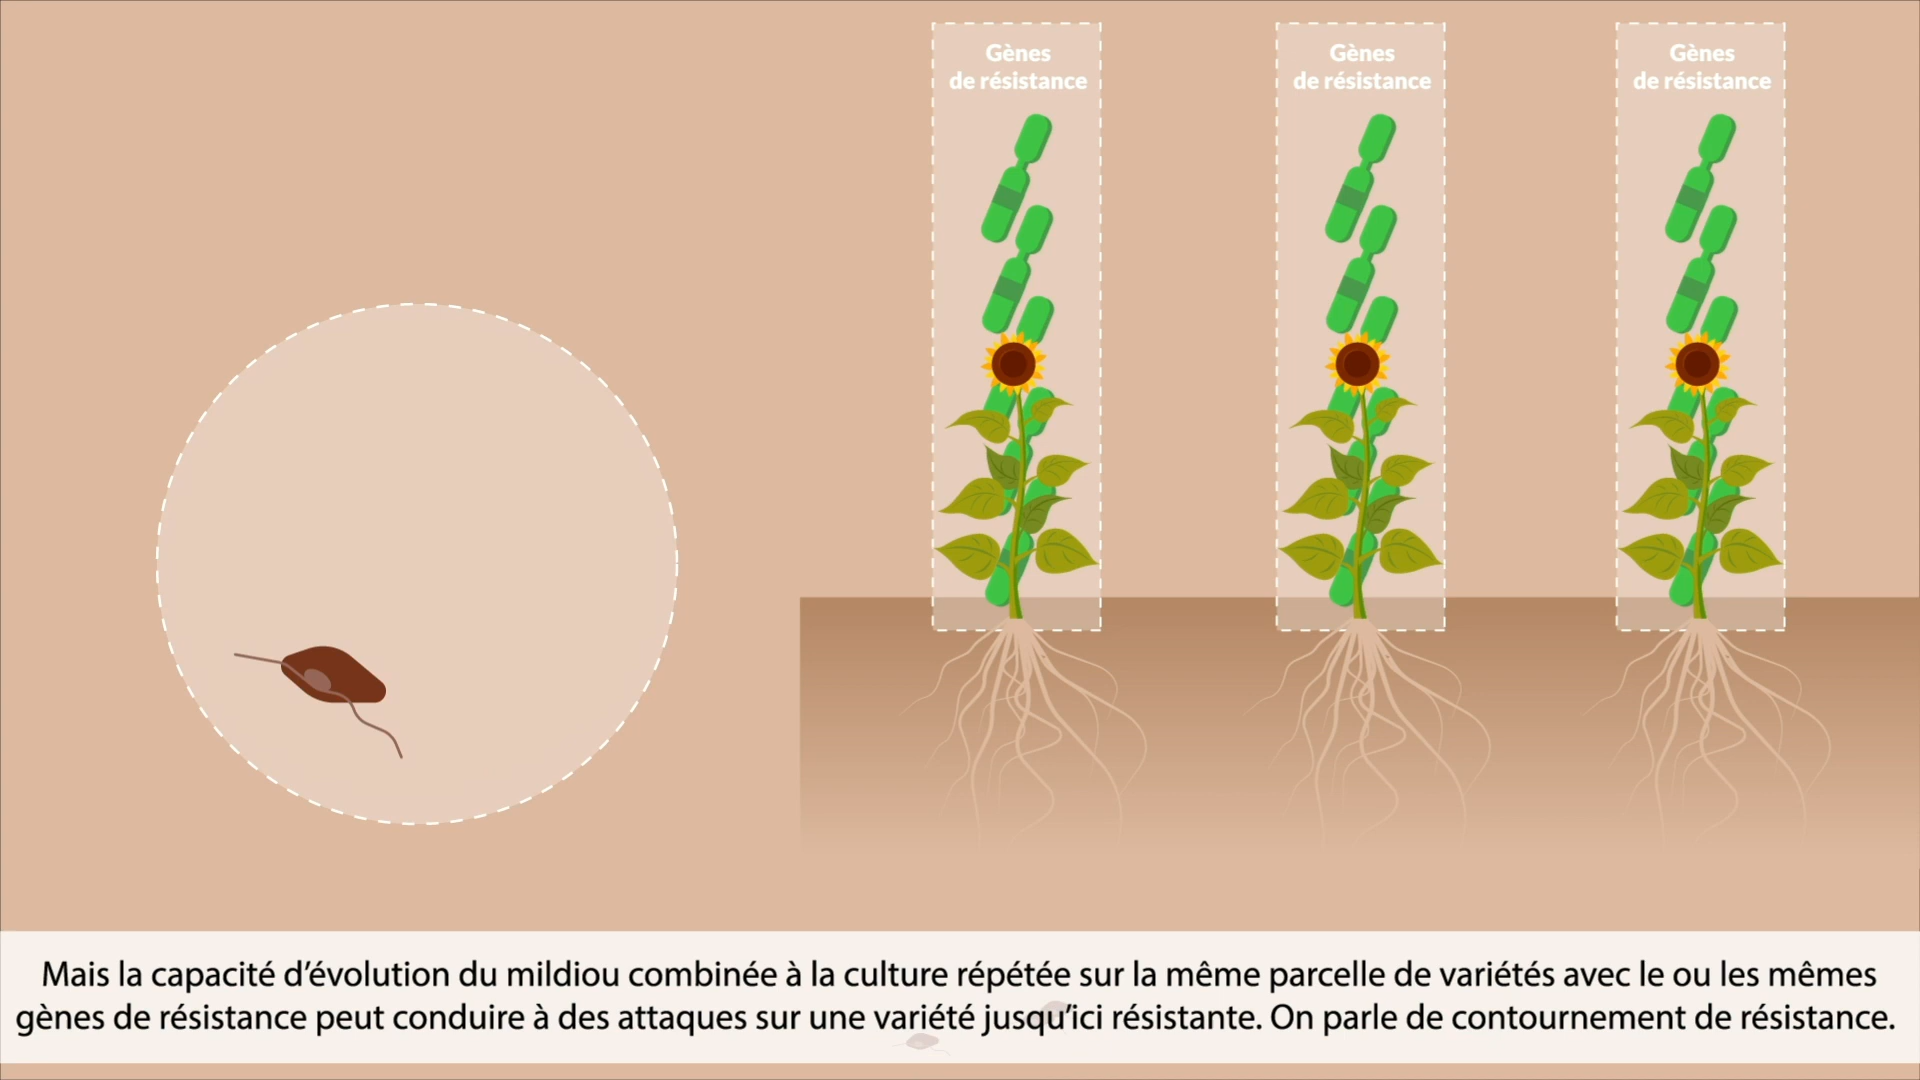 Gènes
de résistance
Gènes
de résistance
Gènes
de résistance
Mais la capacité d’évolution du mildiou combinée à la culture répétée sur la même parcelle de variétés avec le ou les mêmes
gènes de résistance peut conduire à des attaques sur une variété jusqu’ici résistante. On parle de contournement de résistance.